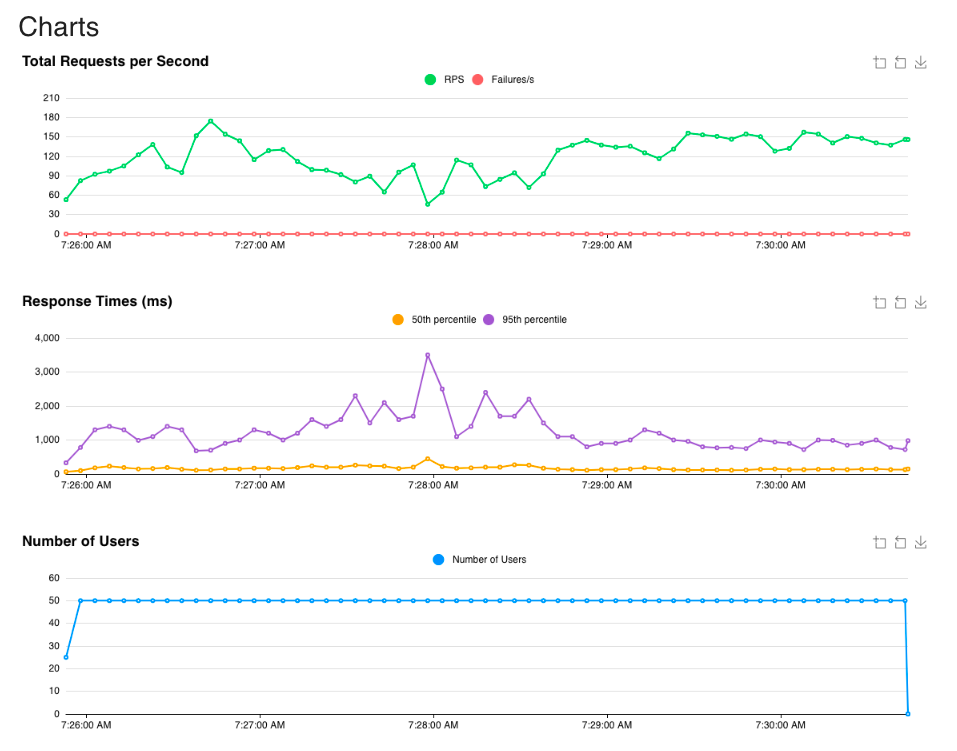 Charts
Total Requests per Second
RPS Failures/s
210
180
150
120
90
60
30
0
7:26:00 AM 7:27:00 AM 7:28:00 AM 7:29:00 AM 7:30:00 AM
Response Times (ms)
50th percentile 95th percentile
4,000
3,000
2,000
1,000
0
7:26:00 AM 7:27:00 AM 7:28:00 AM 7:29:00 AM 7:30:00 AM
Number of Users
Number of Users
60
50
40
30
20
10
0
7:26:00 AM 7:27:00 AM 7:28:00 AM 7:29:00 AM 7:30:00 AM